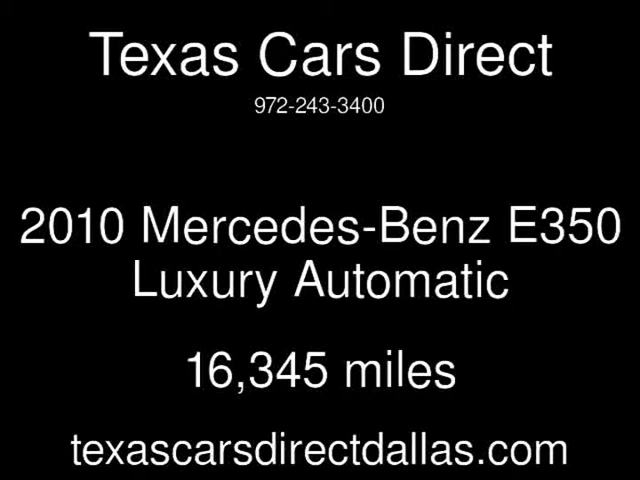 Texas Cars Direct
972-243-3400
2010 Mercedes-Benz E350
Luxury Automatic
16,345 miles
texascarsdirectdallas.com